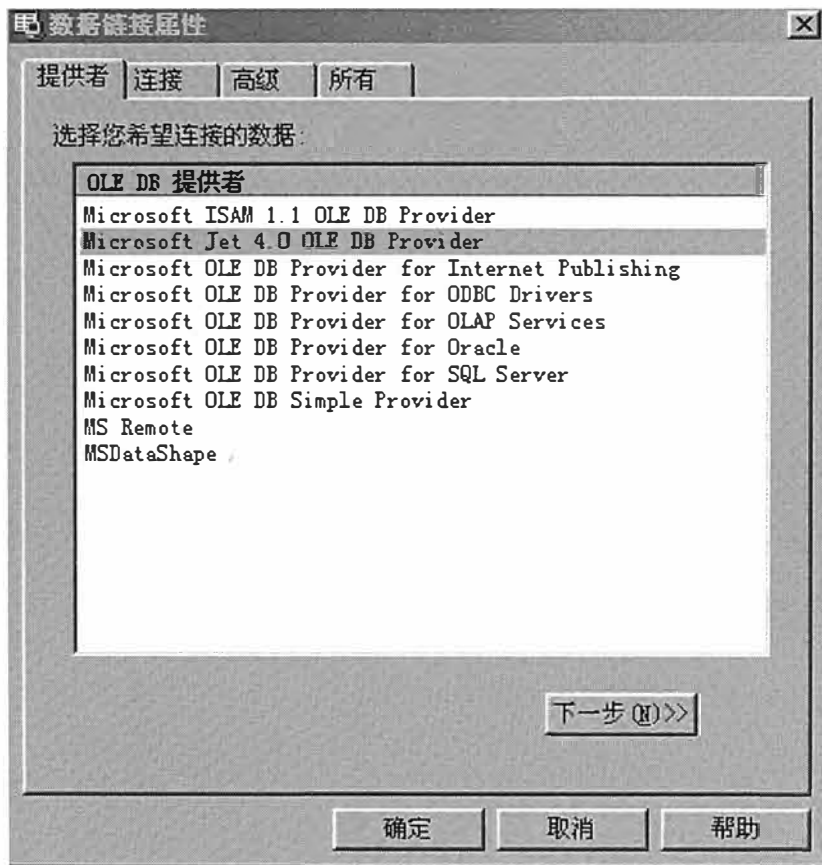 数据链接属性
提供者 连接 高级 所有
选择您希望连接的数据:
OLE DB 提供者
Microsoft ISAM 1.1 OLE DB Provider
Microsoft Jet 4.0 OLE DB Provider
Microsoft OLE DB Provider for Internet Publishing
Microsoft OLE DB Provider for ODBC Drivers
Microsoft OLE DB Provider for OLAP Services
Microsoft OLE DB Provider for Oracle
Microsoft OLE DB Provider for SQL Server
Microsoft OLE DB Simple Provider
MS Remote
MSDataShape
下一步(N)>>
确定 取消 帮助